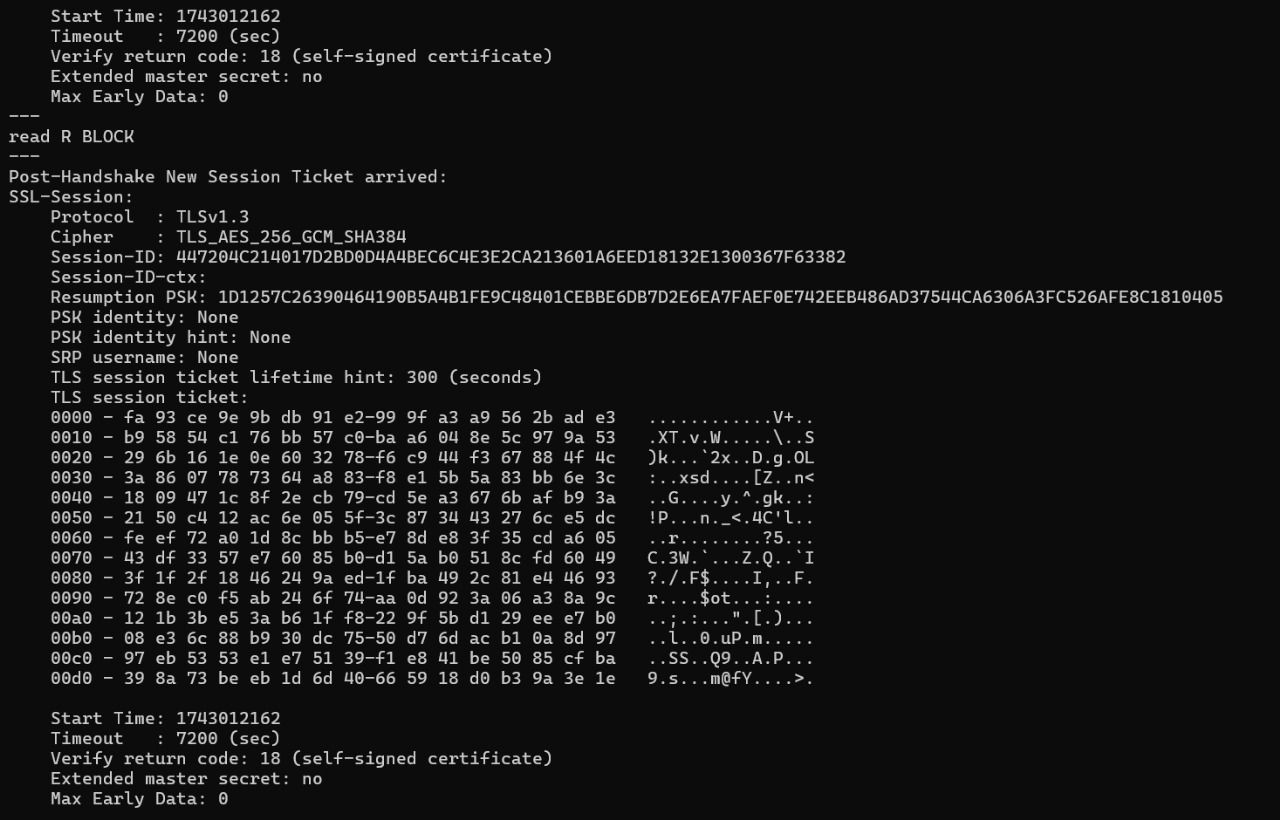 Start Time: 1743012162
Timeout   : 7200 (sec)
Verify return code: 18 (self-signed certificate)
Extended master secret: no
Max Early Data: 0
---
read R BLOCK
---
Post-Handshake New Session Ticket arrived:
SSL-Session:
Protocol  : TLSv1.3
Cipher    : TLS_AES_256_GCM_SHA384
Session-ID: 447204C214017D2BD0D4A4BEC6C4E3E2CA213601A6EED18132E1300367F63382
Session-ID-ctx:
Resumption PSK: 1D1257C26390464190B5A4B1FE9C48401CEBBE6DB7D2E6EA7FAEF0E742EEB486AD37544CA6306A3FC526AFE8C1810405
PSK identity: None
PSK identity hint: None
SRP username: None
TLS session ticket lifetime hint: 300 (seconds)
TLS session ticket:
0000 - fa 93 ce 9e 9b db 91 e2-99 9f a3 a9 56 2b ad e3   ............V+..
0010 - b9 58 54 c1 76 bb 57 c0-ba a6 04 8e 5c 97 9a 53   .XT.v.W.....\..S
0020 - 29 6b 16 1e 0e 60 32 78-f6 c9 44 f3 67 88 4f 4c   )k...`2x..D.g.OL
0030 - 3a 86 07 78 73 64 a8 83-f8 e1 5b 5a 83 bb 6e 3c   :..xsd....[Z..n<
0040 - 18 09 47 1c 8f 2e cb 79-cd 5e a3 67 6b af b9 3a   ..G....y.^.gk..:
0050 - 21 50 c4 12 ac 6e 05 5f-3c 87 34 43 27 6c e5 dc   !P...n._<.4C'l..
0060 - fe ef 72 a0 1d 8c bb b5-e7 8d e8 3f 35 cd a6 05   ..r........?5...
0070 - 43 df 33 57 e7 60 85 b0-d1 5a b0 51 8c fd 60 49   C.3W.`...Z.Q..`I
0080 - 3f 1f 2f 18 46 24 9a ed-1f ba 49 2c 81 e4 46 93   ?./.F$....I,..F.
0090 - 72 8e c0 f5 ab 24 6f 74-aa 0d 92 3a 06 a3 8a 9c   r....$ot...:....
00a0 - 12 1b 3b e5 3a b6 1f f8-22 9f 5b d1 29 ee e7 b0   ..;.:...".[.)...
00b0 - 08 e3 6c 88 b9 30 dc 75-50 d7 6d ac b1 0a 8d 97   ..l..0.uP.m.....
00c0 - 97 eb 53 53 e1 e7 51 39-f1 e8 41 be 50 85 cf ba   ..SS..Q9..A.P...
00d0 - 39 8a 73 be eb 1d 6d 40-66 59 18 d0 b3 9a 3e 1e   9.s...m@fY....>.
Start Time: 1743012162
Timeout   : 7200 (sec)
Verify return code: 18 (self-signed certificate)
Extended master secret: no
Max Early Data: 0